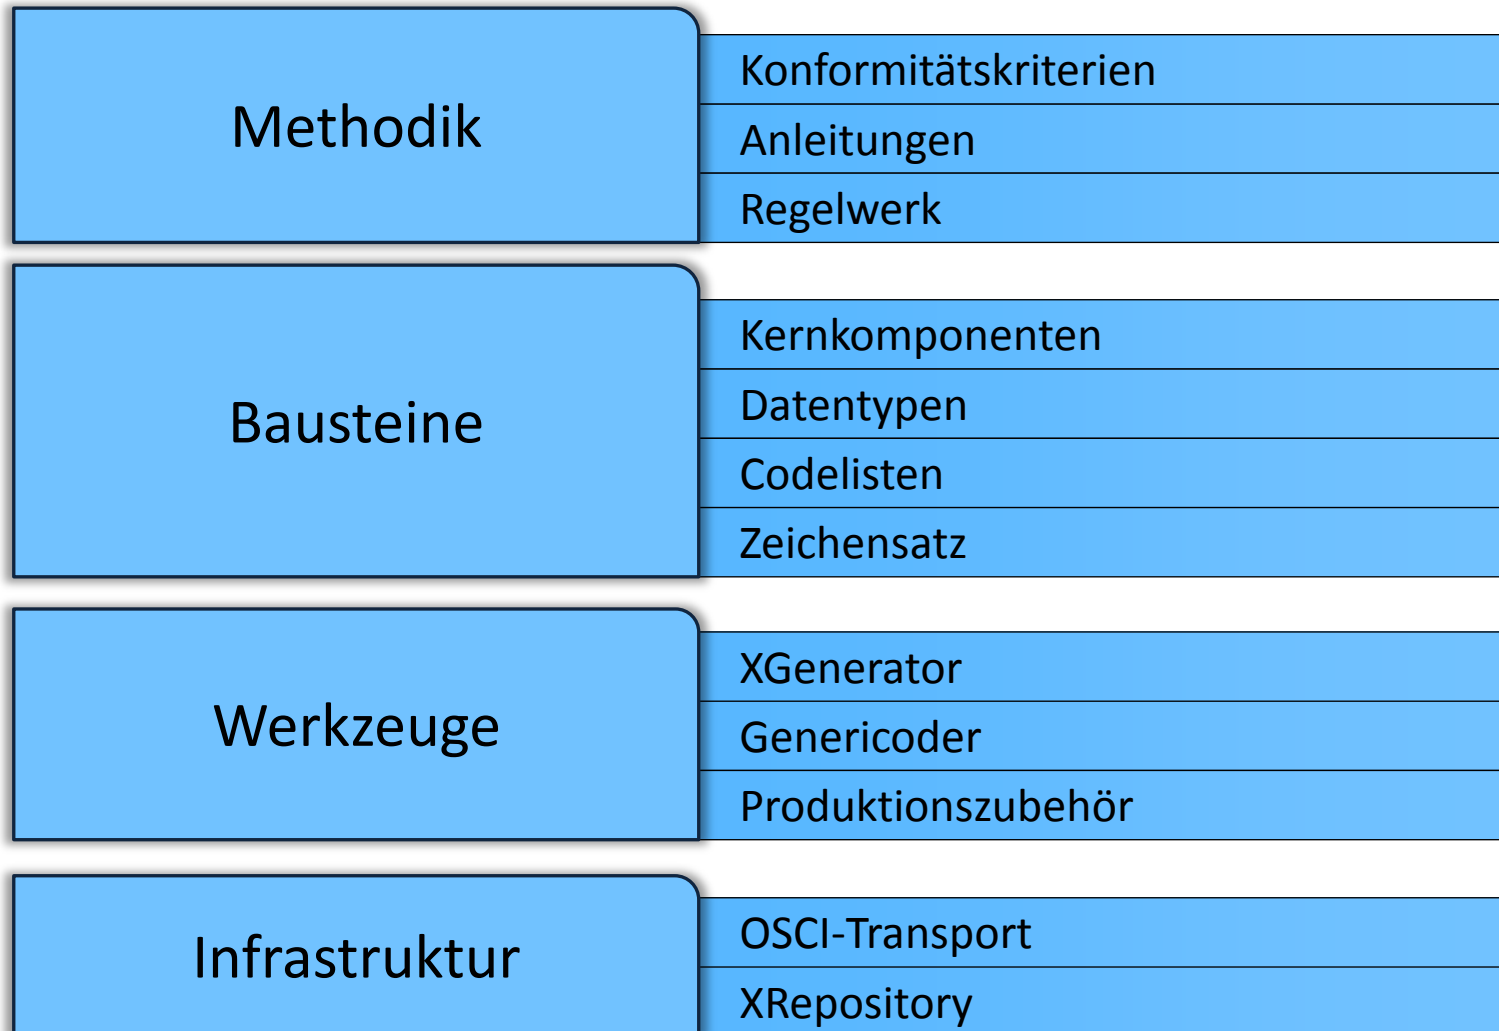 Methodik
Konformitätskriterien
Anleitungen
Regelwerk
Bausteine
Kernkomponenten
Datentypen
Codelisten
Zeichensatz
Werkzeuge
XGenerator
Genericoder
Produktionszubehör
Infrastruktur
OSCI-Transport
XRepository